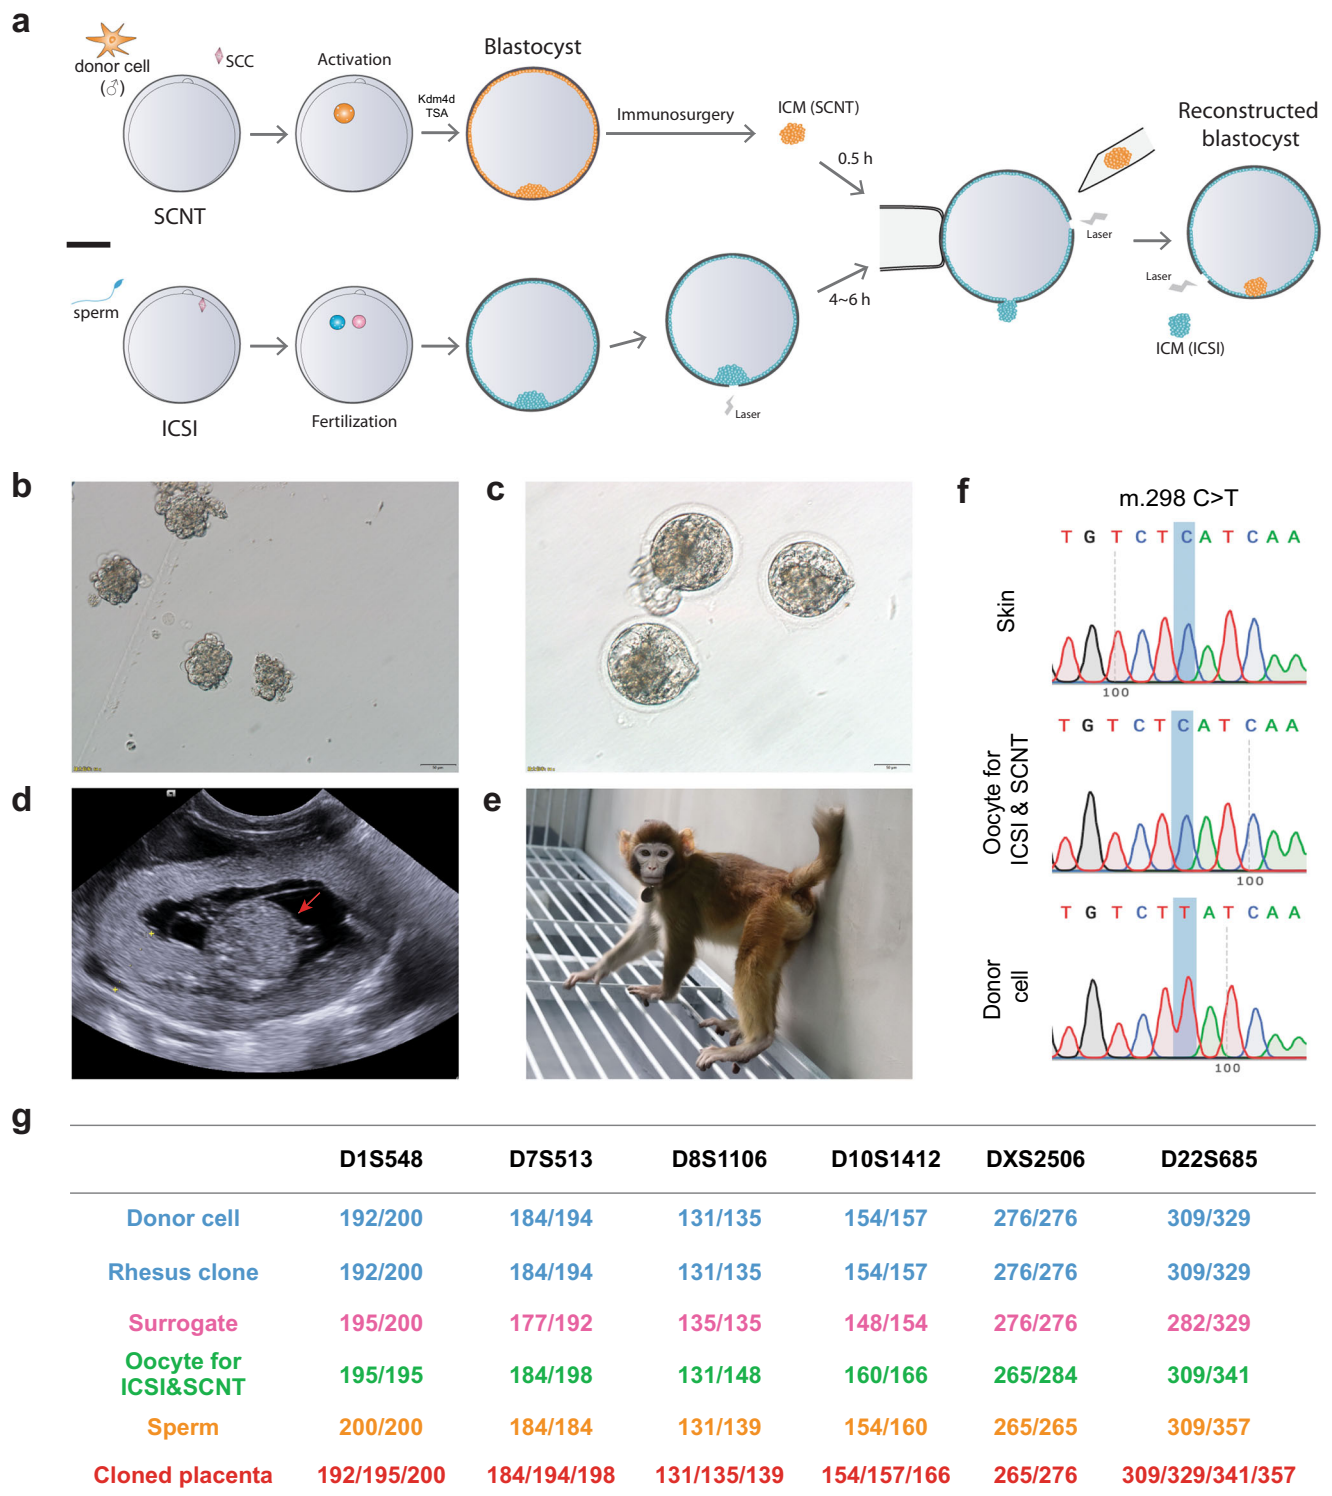 a
donor cell
(♂)
SCC
SCNT
Activation
Kdm4d
TSA
Blastocyst
Immunosurgery
ICM (SCNT)
0.5 h
Reconstructed
blastocyst
Laser
Laser
ICM (ICSI)
sperm
ICSI
Fertilization
Laser
4~6 h
b
c
d
e
f
m.298 C>T
T G T C T C A T C A A
Skin
100
T G T C T C A T C A A
Oocyte for
ICSI & SCNT
100
T G T C T T A T C A A
Donor
cell
100
g
D1S548 D7S513 D8S1106 D10S1412 DXS2506 D22S685
Donor cell 192/200 184/194 131/135 154/157 276/276 309/329
Rhesus clone 192/200 184/194 131/135 154/157 276/276 309/329
Surrogate 195/200 177/192 135/135 148/154 276/276 282/329
Oocyte for
ICSI&SCNT 195/195 184/198 131/148 160/166 265/284 309/341
Sperm 200/200 184/184 131/139 154/160 265/265 309/357
Cloned placenta 192/195/200 184/194/198 131/135/139 154/157/166 265/276 309/329/341/357